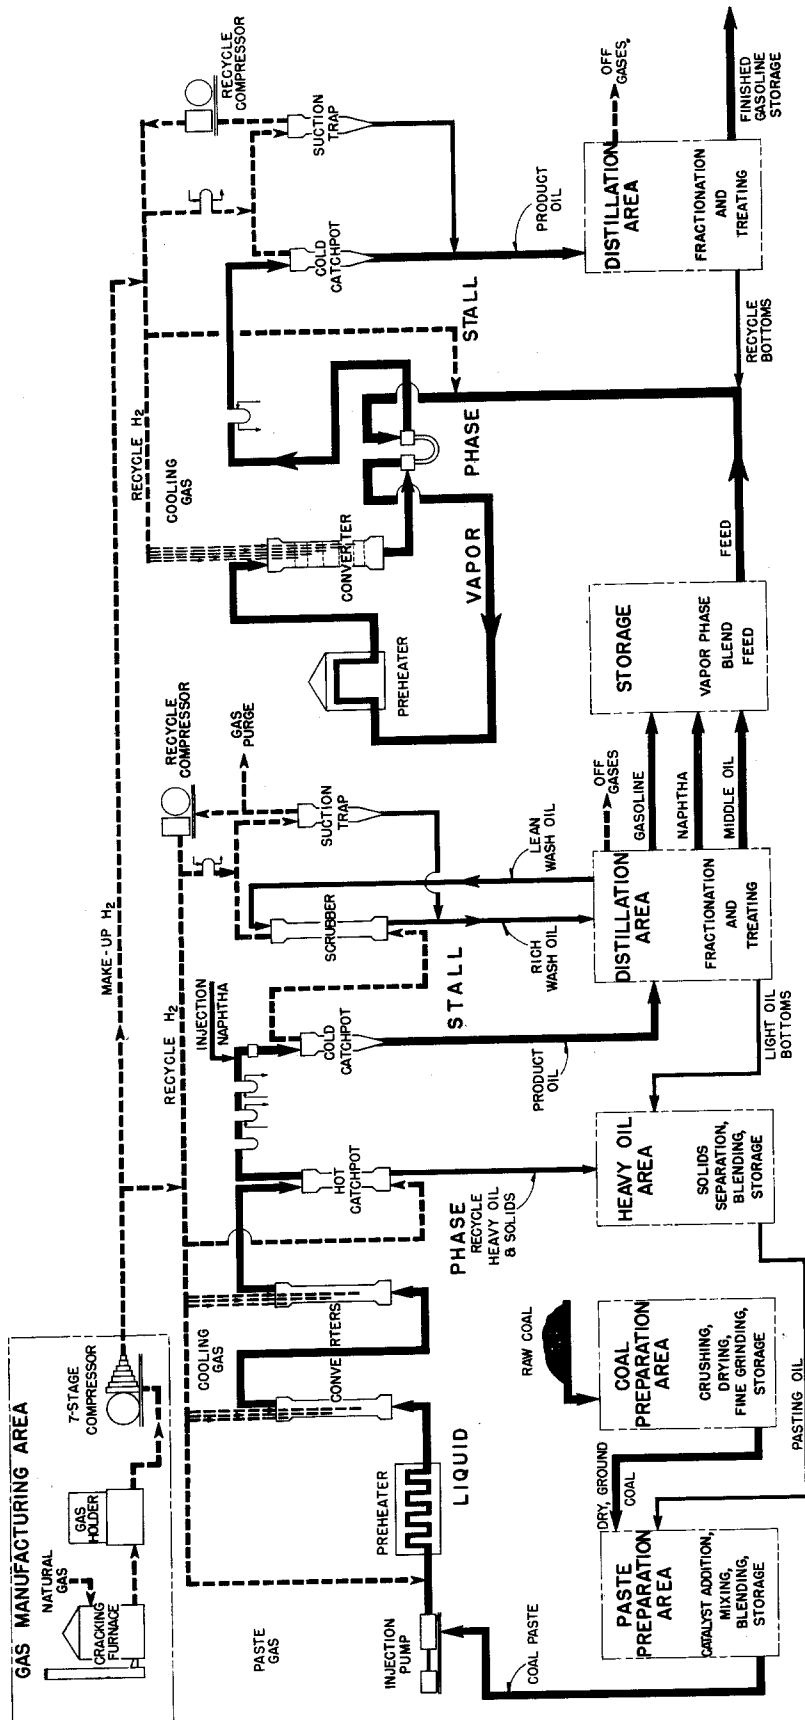 GAS MANUFACTURING AREA
NATURAL
GAS
CRACKING
FURNACE
GAS
HOLDER
7-STAGE
COMPRESSOR
MAKE-UP H2
RECYCLE H2
PASTE
GAS
COOLING
GAS
INJECTION
NAPHTHA
RECYCLE
COMPRESSOR
GAS
PURGE
INJECTION
PUMP
PREHEATER
CONVERTERS
HOT
CATCHPOT
COLD
CATCHPOT
SCRUBBER
SUCTION
TRAP
LIQUID
PHASE
STALL
RECYCLE
HEAVY OIL
& SOLIDS
PRODUCT
OIL
RICH
WASH OIL
LEAN
WASH OIL
COAL PASTE
PASTE
PREPARATION
AREA
CATALYST ADDITION,
MIXING,
BLENDING,
STORAGE
DRY, GROUND
COAL
RAW COAL
COAL
PREPARATION
AREA
CRUSHING,
DRYING,
FINE GRINDING,
STORAGE
PASTING OIL
HEAVY OIL
AREA
SOLIDS
SEPARATION,
BLENDING,
STORAGE
LIGHT OIL
BOTTOMS
DISTILLATION
AREA
FRACTIONATION
AND
TREATING
OFF
GASES
GASOLINE
NAPHTHA
MIDDLE OIL
STORAGE
VAPOR PHASE
BLEND
FEED
FEED
RECYCLE H2
COOLING
GAS
RECYCLE
COMPRESSOR
PREHEATER
CONVERTER
COLD
CATCHPOT
SUCTION
TRAP
VAPOR
PHASE
STALL
PRODUCT
OIL
RECYCLE
BOTTOMS
DISTILLATION
AREA
FRACTIONATION
AND
TREATING
OFF
GASES,
FINISHED
GASOLINE
STORAGE